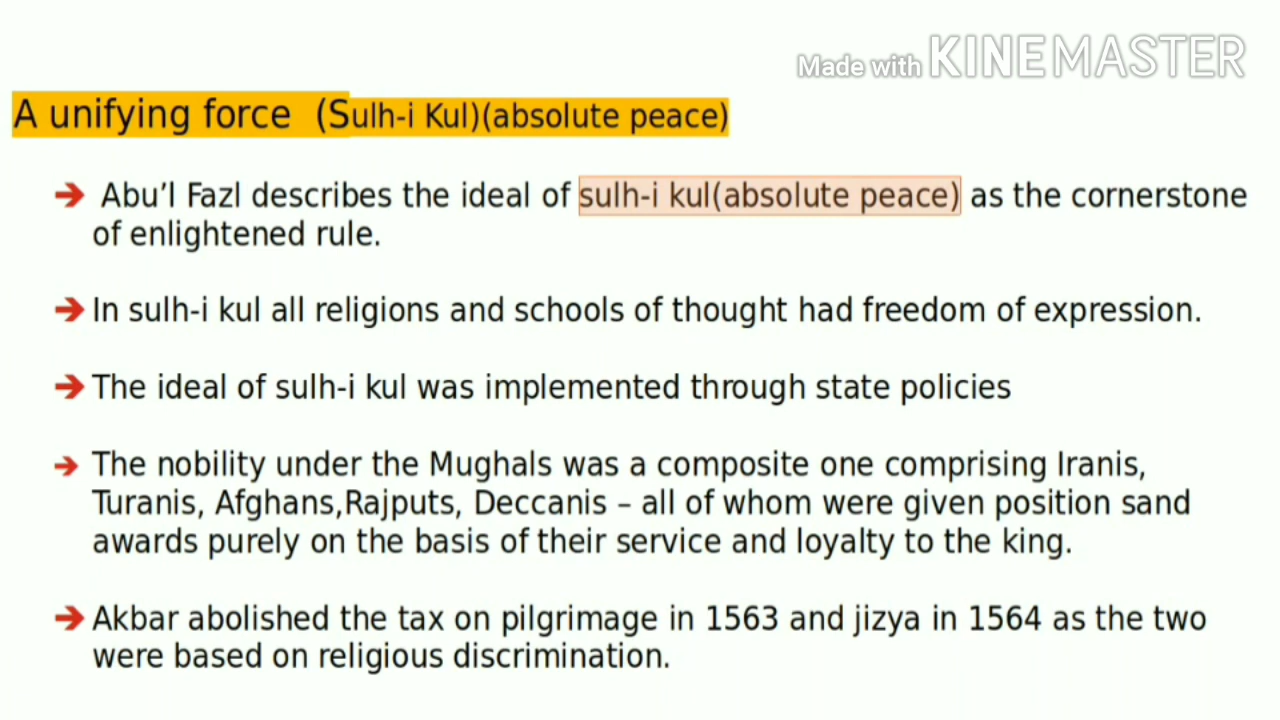 Made with KINEMASTER
A unifying force (Sulh-i Kul)(absolute peace)
➔ Abu’l Fazl describes the ideal of sulh-i kul(absolute peace) as the cornerstone
of enlightened rule.
➔ In sulh-i kul all religions and schools of thought had freedom of expression.
➔ The ideal of sulh-i kul was implemented through state policies
➔ The nobility under the Mughals was a composite one comprising Iranis,
Turanis, Afghans,Rajputs, Deccanis – all of whom were given position sand
awards purely on the basis of their service and loyalty to the king.
➔ Akbar abolished the tax on pilgrimage in 1563 and jizya in 1564 as the two
were based on religious discrimination.